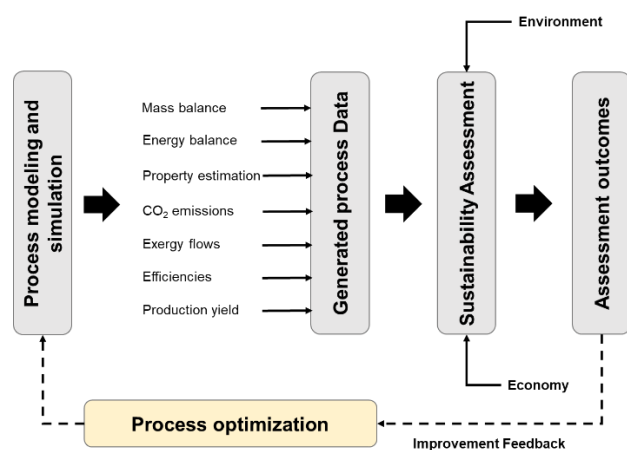 Environment
Process modeling and
simulation
Mass balance
Energy balance
Property estimation
CO₂ emissions
Exergy flows
Efficiencies
Production yield
Generated process Data
Sustainability Assessment
Assessment outcomes
Economy
Process optimization
Improvement Feedback